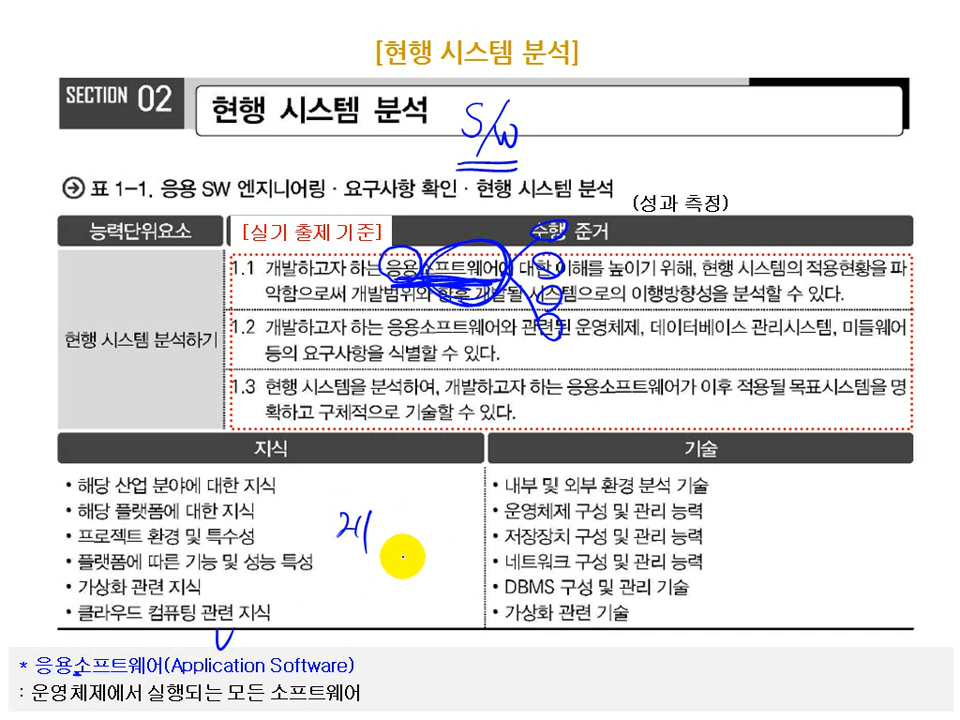 [현행 시스템 분석]
SECTION 02
현행 시스템 분석
S/W
표 1-1. 응용 SW 엔지니어링 · 요구사항 확인 · 현행 시스템 분석
(성과 측정)
능력단위요소
[실기 출제 기준]
수행 준거
현행 시스템 분석하기
1.1 개발하고자 하는 응용소프트웨어에 대한 이해를 높이기 위해, 현행 시스템의 적용현황을 파
악함으로써 개발범위와 향후 개발될 시스템으로의 이행방향성을 분석할 수 있다.
1.2 개발하고자 하는 응용소프트웨어와 관련된 운영체제, 데이터베이스 관리시스템, 미들웨어
등의 요구사항을 식별할 수 있다.
1.3 현행 시스템을 분석하여, 개발하고자 하는 응용소프트웨어가 이후 적용될 목표시스템을 명
확하고 구체적으로 기술할 수 있다.
지식
• 해당 산업 분야에 대한 지식
• 해당 플랫폼에 대한 지식
• 프로젝트 환경 및 특수성
• 플랫폼에 따른 기능 및 성능 특성
• 가상화 관련 지식
• 클라우드 컴퓨팅 관련 지식
기술
• 내부 및 외부 환경 분석 기술
• 운영체제 구성 및 관리 능력
• 저장장치 구성 및 관리 능력
• 네트워크 구성 및 관리 능력
• DBMS 구성 및 관리 기술
• 가상화 관련 기술
* 응용소프트웨어(Application Software)
: 운영체제에서 실행되는 모든 소프트웨어